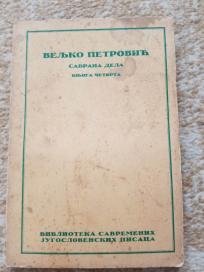 ВЕЉКО ПЕТРОВИЋ
САБРАНА ДЕЛА
КЊИГА ЧЕТВРТА
БИБЛИОТЕКА САВРЕМЕНИХ
ЈУГОСЛОВЕНСКИХ ПИСАЦА